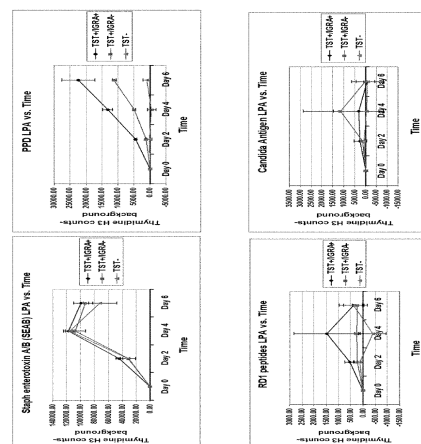 PPD LPA vs. Time
Thymidine H3 counts-
background
30000.00
25000.00
20000.00
15000.00
10000.00
5000.00
0.00
-5000.00
Day 0
Day 2
Day 4
Day 6
Time
TST+/IGRA+
TST+/IGRA-
TST-
Candida Antigen LPA vs. Time
Thymidine H3 counts-
background
3500.00
3000.00
2500.00
2000.00
1500.00
1000.00
500.00
0.00
-500.00
-1000.00
-1500.00
Day 0
Day 2
Day 4
Day 6
Time
TST+/IGRA+
TST+/IGRA-
TST-
Staph enterotoxin A/B (SEAB) LPA vs. Time
Thymidine H3 counts-
background
140000.00
120000.00
100000.00
80000.00
60000.00
40000.00
20000.00
0.00
Day 0
Day 2
Day 4
Day 6
Time
TST+/IGRA+
TST+/IGRA-
TST-
RD1 peptides LPA vs. Time
Thymidine H3 counts-
background
3000.00
2500.00
2000.00
1500.00
1000.00
500.00
0.00
-500.00
-1000.00
Day 0
Day 2
Day 4
Day 6
Time
TST+/IGRA+
TST+/IGRA-
TST-